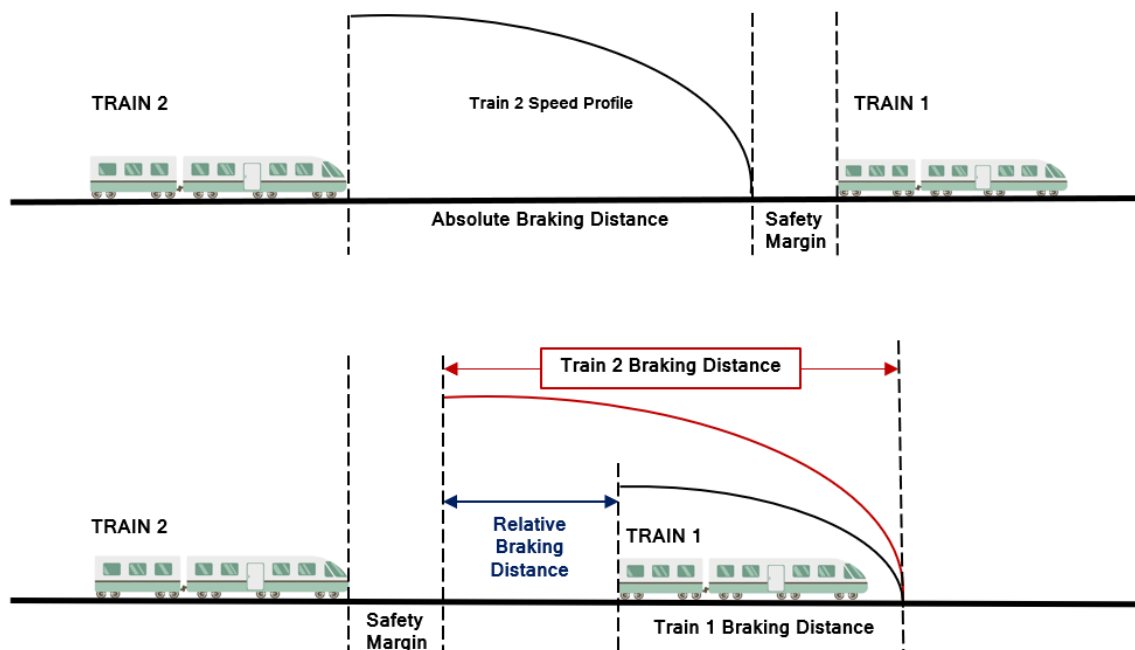 TRAIN 2
Train 2 Speed Profile
TRAIN 1
Absolute Braking Distance
Safety
Margin
Train 2 Braking Distance
TRAIN 2
Relative
Braking
Distance
TRAIN 1
Safety
Margin
Train 1 Braking Distance